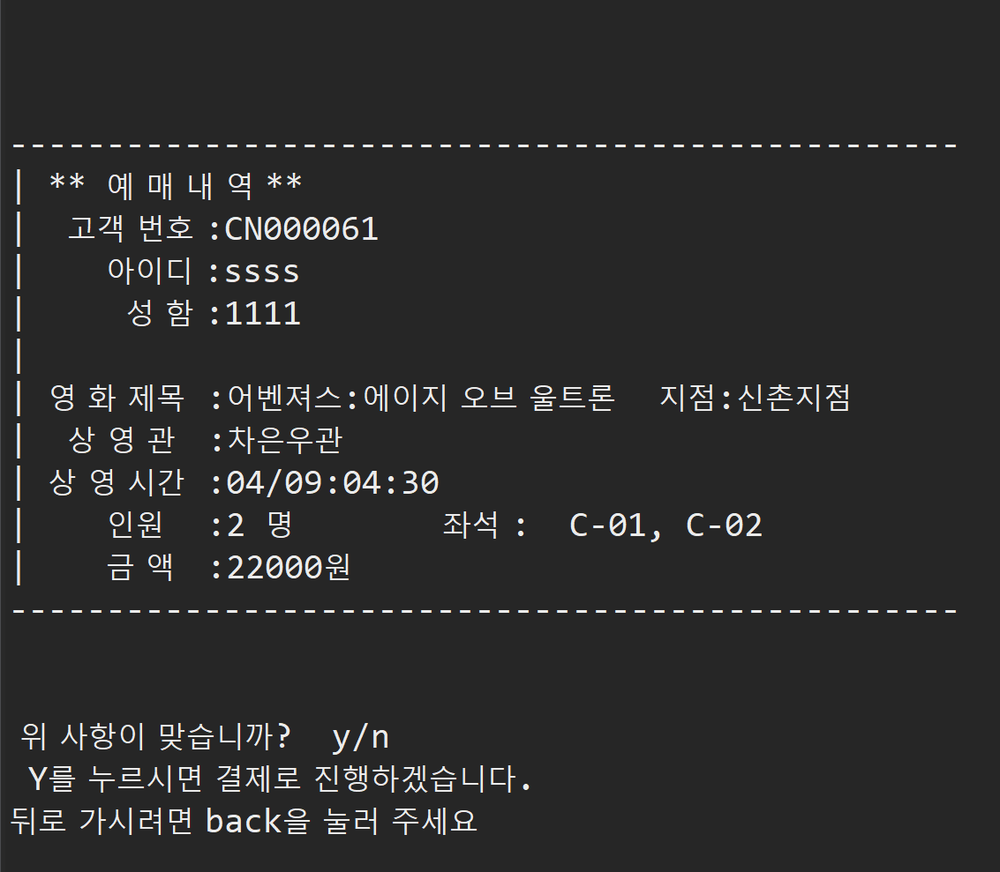 --------------------------------------------------
| ** 예 매 내 역 **
|  고객 번호 :CN000061
|    아이디 :ssss
|     성 함 :1111
|
| 영 화 제목 :어벤져스:에이지 오브 울트론  지점:신촌지점
|  상 영 관  :차은우관
| 상 영 시간 :04/09:04:30
|    인원  :2 명        좌석 :  C-01, C-02
|    금 액  :22000원
--------------------------------------------------
위 사항이 맞습니까?  y/n
Y를 누르시면 결제로 진행하겠습니다.
뒤로 가시려면 back을 눌러 주세요